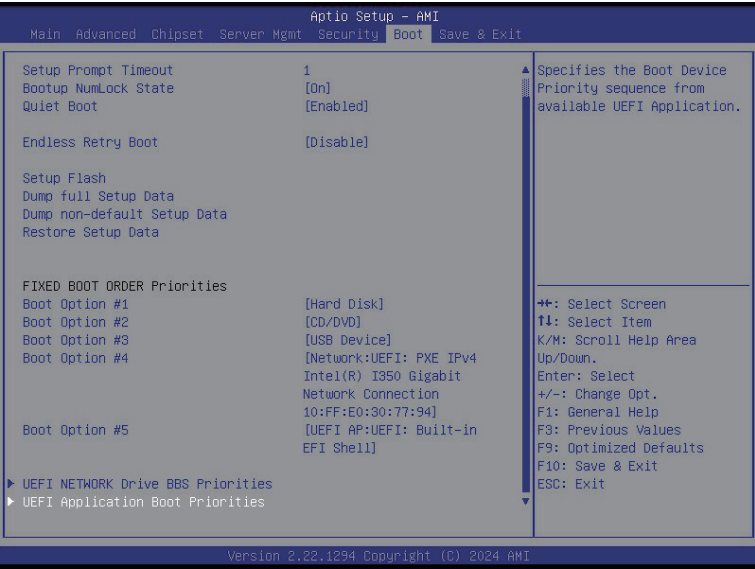 Aptio Setup – AMI
Main Advanced Chipset Server Mgmt Security Boot Save & Exit
Setup Prompt Timeout 1
Bootup NumLock State [On]
Quiet Boot [Enabled]
Endless Retry Boot [Disable]
Setup Flash
Dump full Setup Data
Dump non-default Setup Data
Restore Setup Data
FIXED BOOT ORDER Priorities
Boot Option #1 [Hard Disk]
Boot Option #2 [CD/DVD]
Boot Option #3 [USB Device]
Boot Option #4 [Network:UEFI: PXE IPv4
Intel(R) I350 Gigabit
Network Connection
10:FF:E0:30:77:94]
Boot Option #5 [UEFI AP:UEFI: Built-in
EFI Shell]
UEFI NETWORK Drive BBS Priorities
UEFI Application Boot Priorities
Specifies the Boot Device
Priority sequence from
available UEFI Application.
→←: Select Screen
↑↓: Select Item
K/M: Scroll Help Area
Up/Down.
Enter: Select
+/-: Change Opt.
F1: General Help
F3: Previous Values
F9: Optimized Defaults
F10: Save & Exit
ESC: Exit
Version 2.22.1294 Copyright (C) 2024 AMI